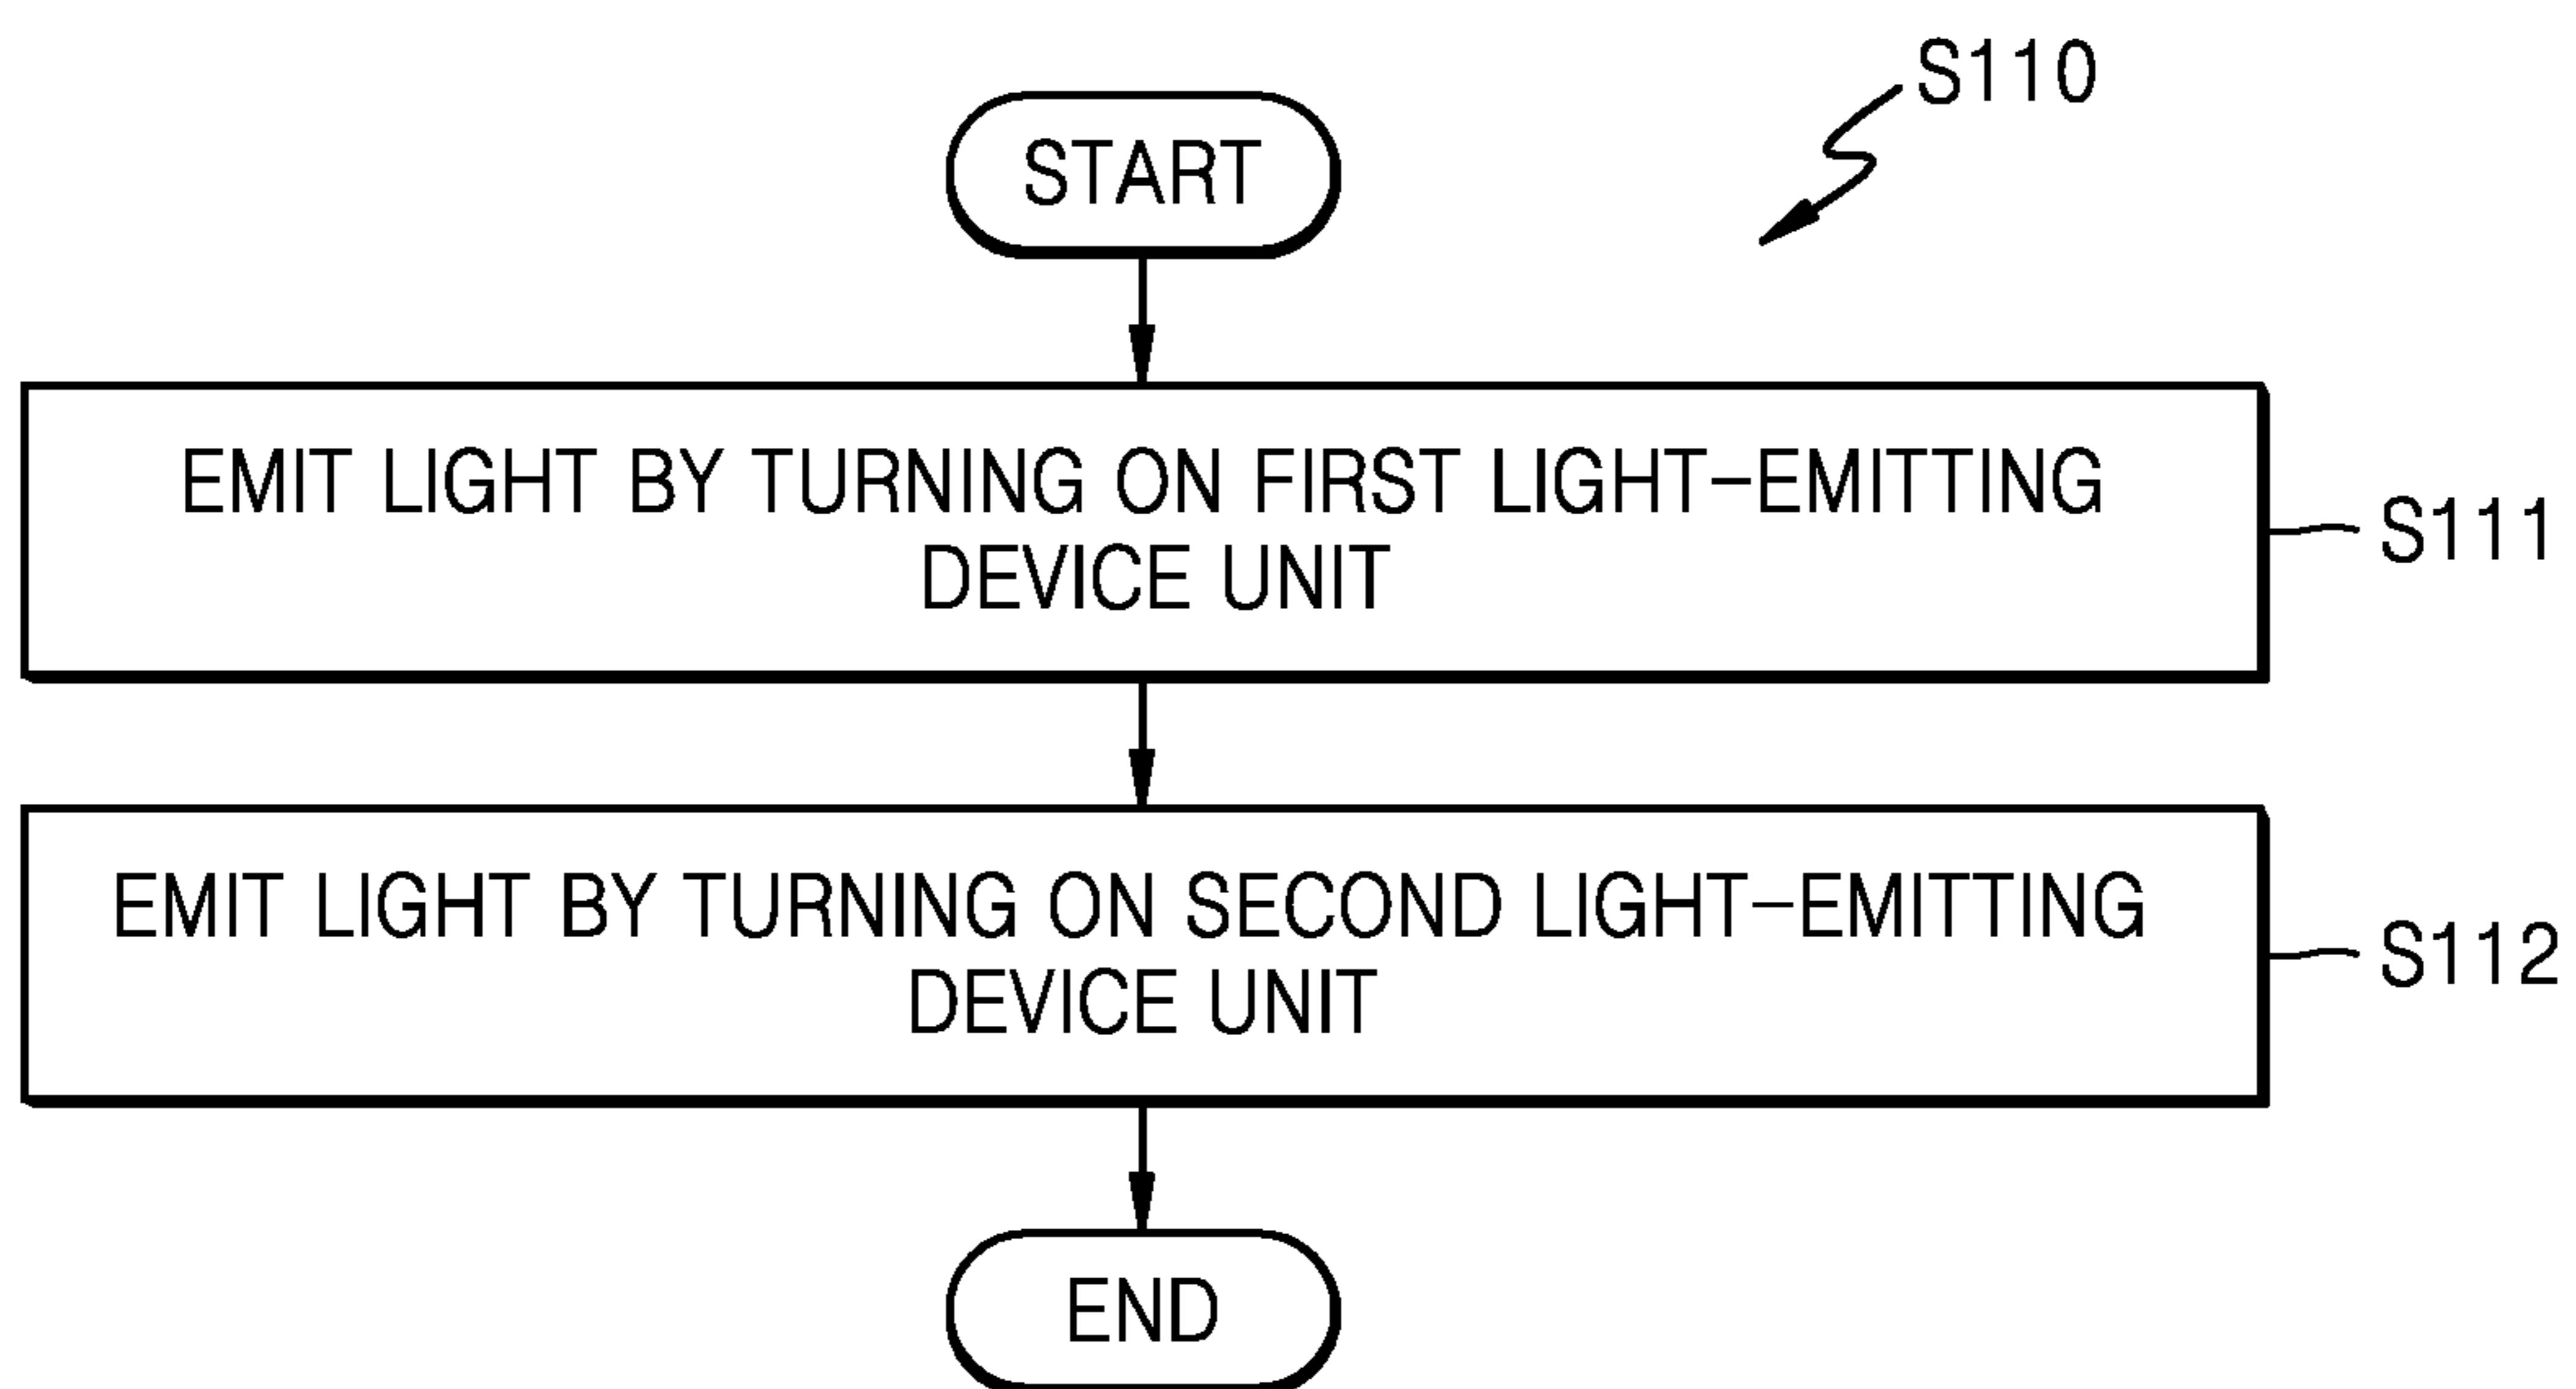 S110
START
EMIT LIGHT BY TURNING ON FIRST LIGHT-EMITTING
DEVICE UNIT
S111
EMIT LIGHT BY TURNING ON SECOND LIGHT-EMITTING
DEVICE UNIT
S112
END